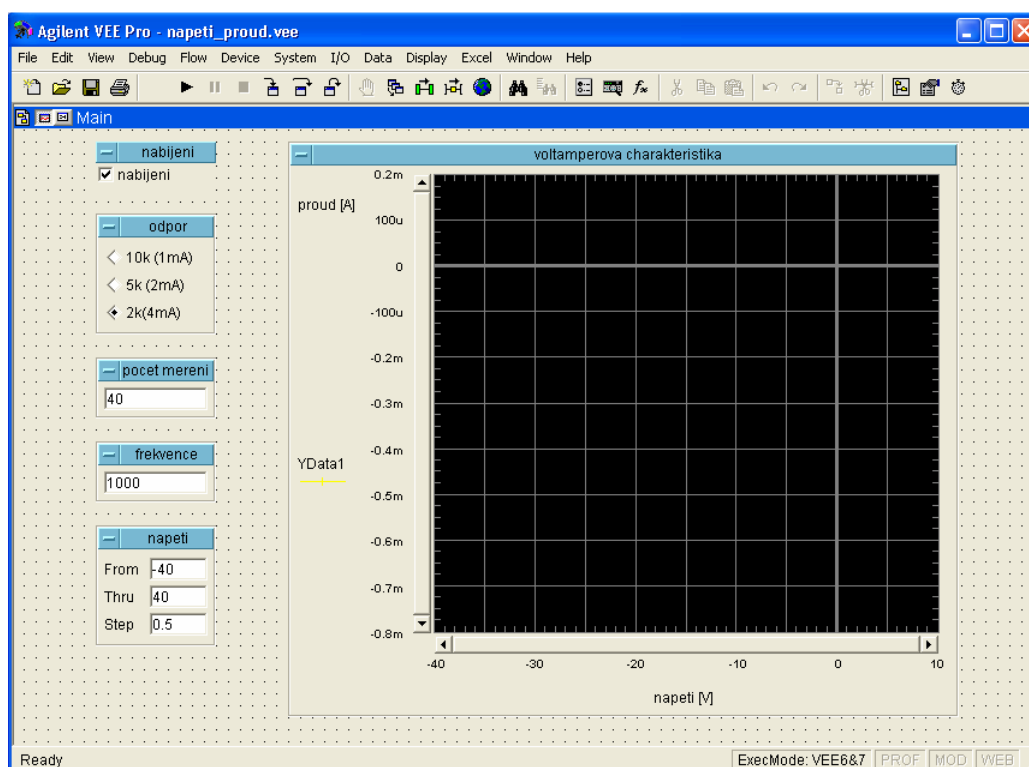 Agilent VEE Pro - napeti_proud.vee
File Edit View Debug Flow Device System I/O Data Display Excel Window Help
Main
nabijeni
nabijeni
odpor
10k (1mA)
5k (2mA)
2k(4mA)
pocet mereni
40
frekvence
1000
napeti
From -40
Thru 40
Step 0.5
voltamperova charakteristika
proud [A]
YData1
0.2m
100u
0
-100u
-0.2m
-0.3m
-0.4m
-0.5m
-0.6m
-0.7m
-0.8m
-40 -30 -20 -10 0 10
napeti [V]
Ready ExecMode: VEE6&7 PROF MOD WEB